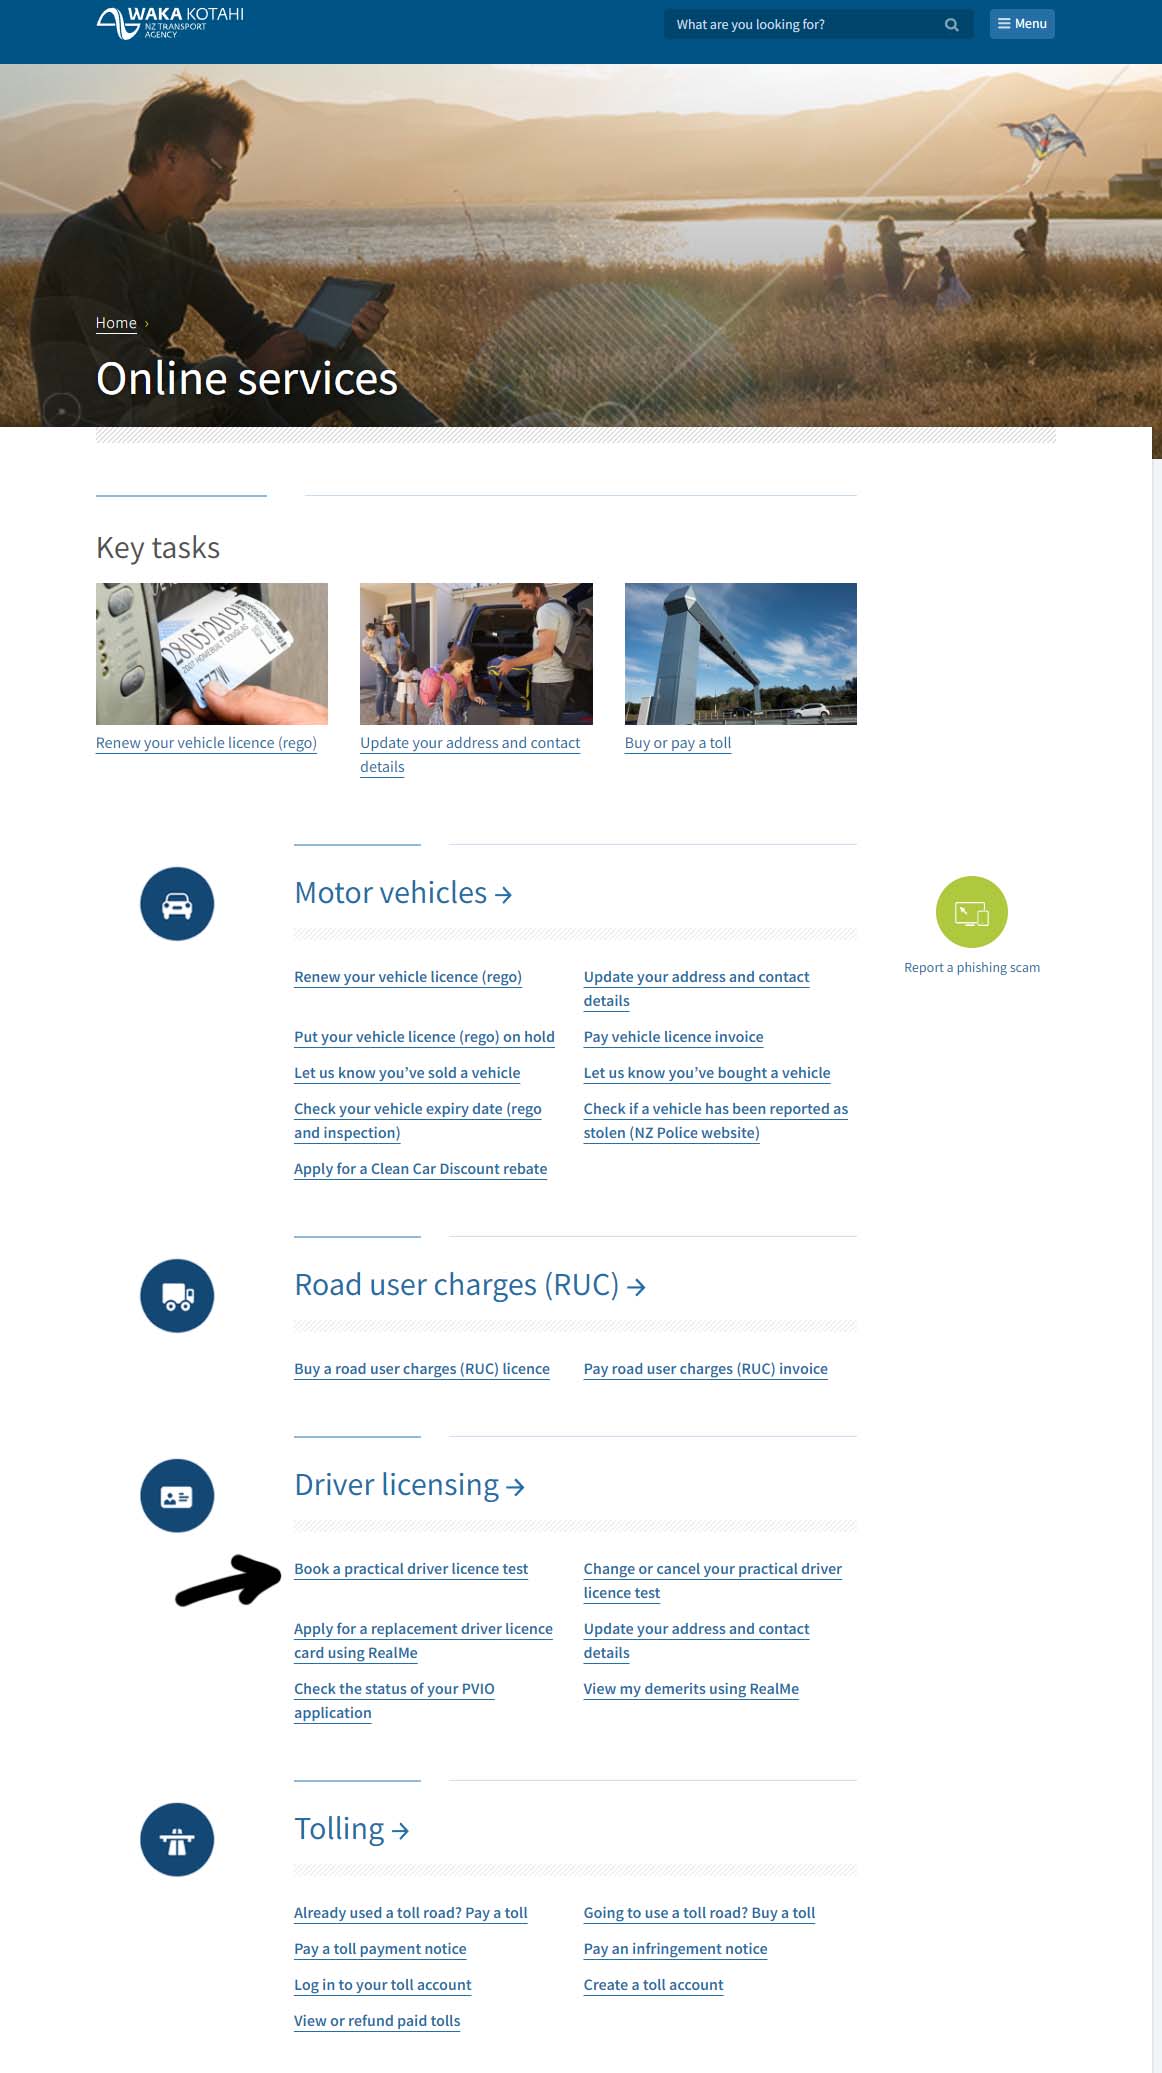 WAKA KOTAHI
NZ TRANSPORT
AGENCY
What are you looking for?
Menu
Home ›
Online services
Key tasks
28/05/2019
2007 HOMEBUILT DOUGLAS
Renew your vehicle licence (rego)
Update your address and contact
details
Buy or pay a toll
Motor vehicles →
Report a phishing scam
Renew your vehicle licence (rego)
Update your address and contact
details
Put your vehicle licence (rego) on hold
Pay vehicle licence invoice
Let us know you’ve sold a vehicle
Let us know you’ve bought a vehicle
Check your vehicle expiry date (rego
and inspection)
Check if a vehicle has been reported as
stolen (NZ Police website)
Apply for a Clean Car Discount rebate
Road user charges (RUC) →
Buy a road user charges (RUC) licence
Pay road user charges (RUC) invoice
Driver licensing →
Book a practical driver licence test
Change or cancel your practical driver
licence test
Apply for a replacement driver licence
card using RealMe
Update your address and contact
details
Check the status of your PVIO
application
View my demerits using RealMe
Tolling →
Already used a toll road? Pay a toll
Going to use a toll road? Buy a toll
Pay a toll payment notice
Pay an infringement notice
Log in to your toll account
Create a toll account
View or refund paid tolls